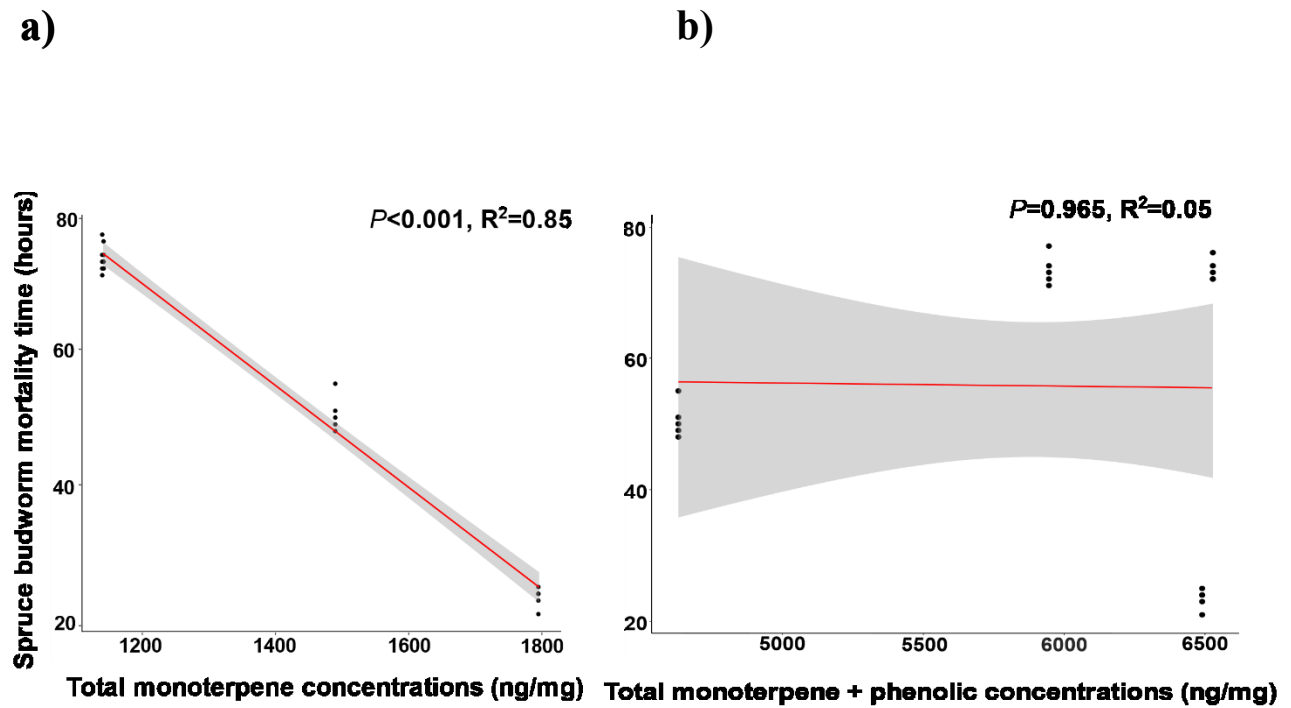 a)
b)
P<0.001, R²=0.85
P=0.965, R²=0.05
Spruce budworm mortality time (hours)
80
60
40
20
1200 1400 1600 1800
Total monoterpene concentrations (ng/mg)
80
60
40
20
5000 5500 6000 6500
Total monoterpene + phenolic concentrations (ng/mg)